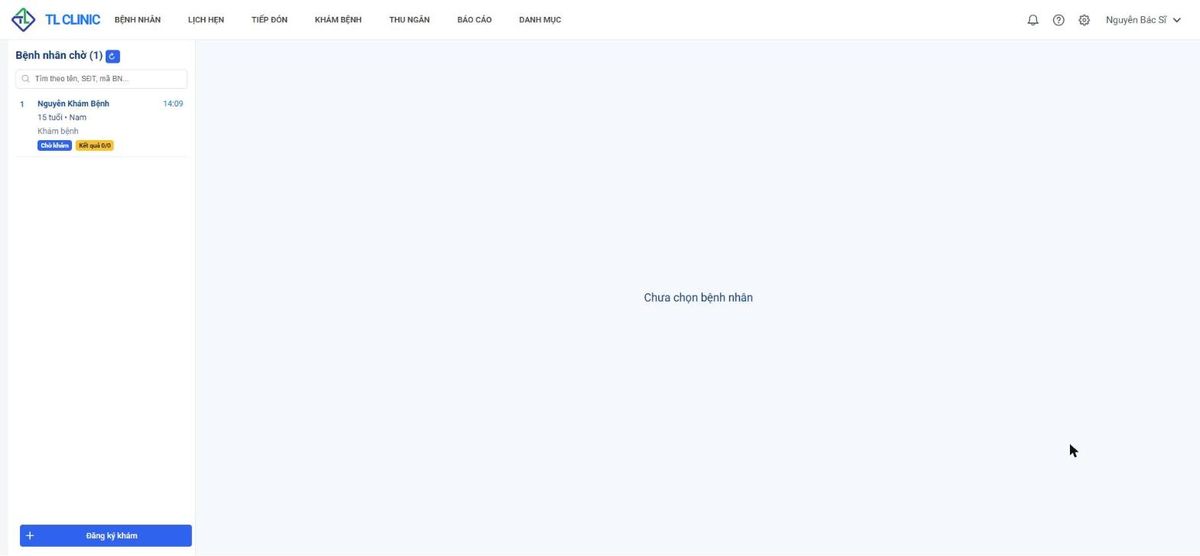 TL CLINIC BỆNH NHÂN LỊCH HẸN TIẾP ĐÓN KHÁM BỆNH THU NGÂN BÁO CÁO DANH MỤC Nguyễn Bác Sĩ
Bệnh nhân chờ (1)
Tìm theo tên, SĐT, mã BN...
1 Nguyễn Khám Bệnh 14:09
15 tuổi • Nam
Khám bệnh
Chờ khám Kết quả 0/0
Chưa chọn bệnh nhân
+ Đăng ký khám